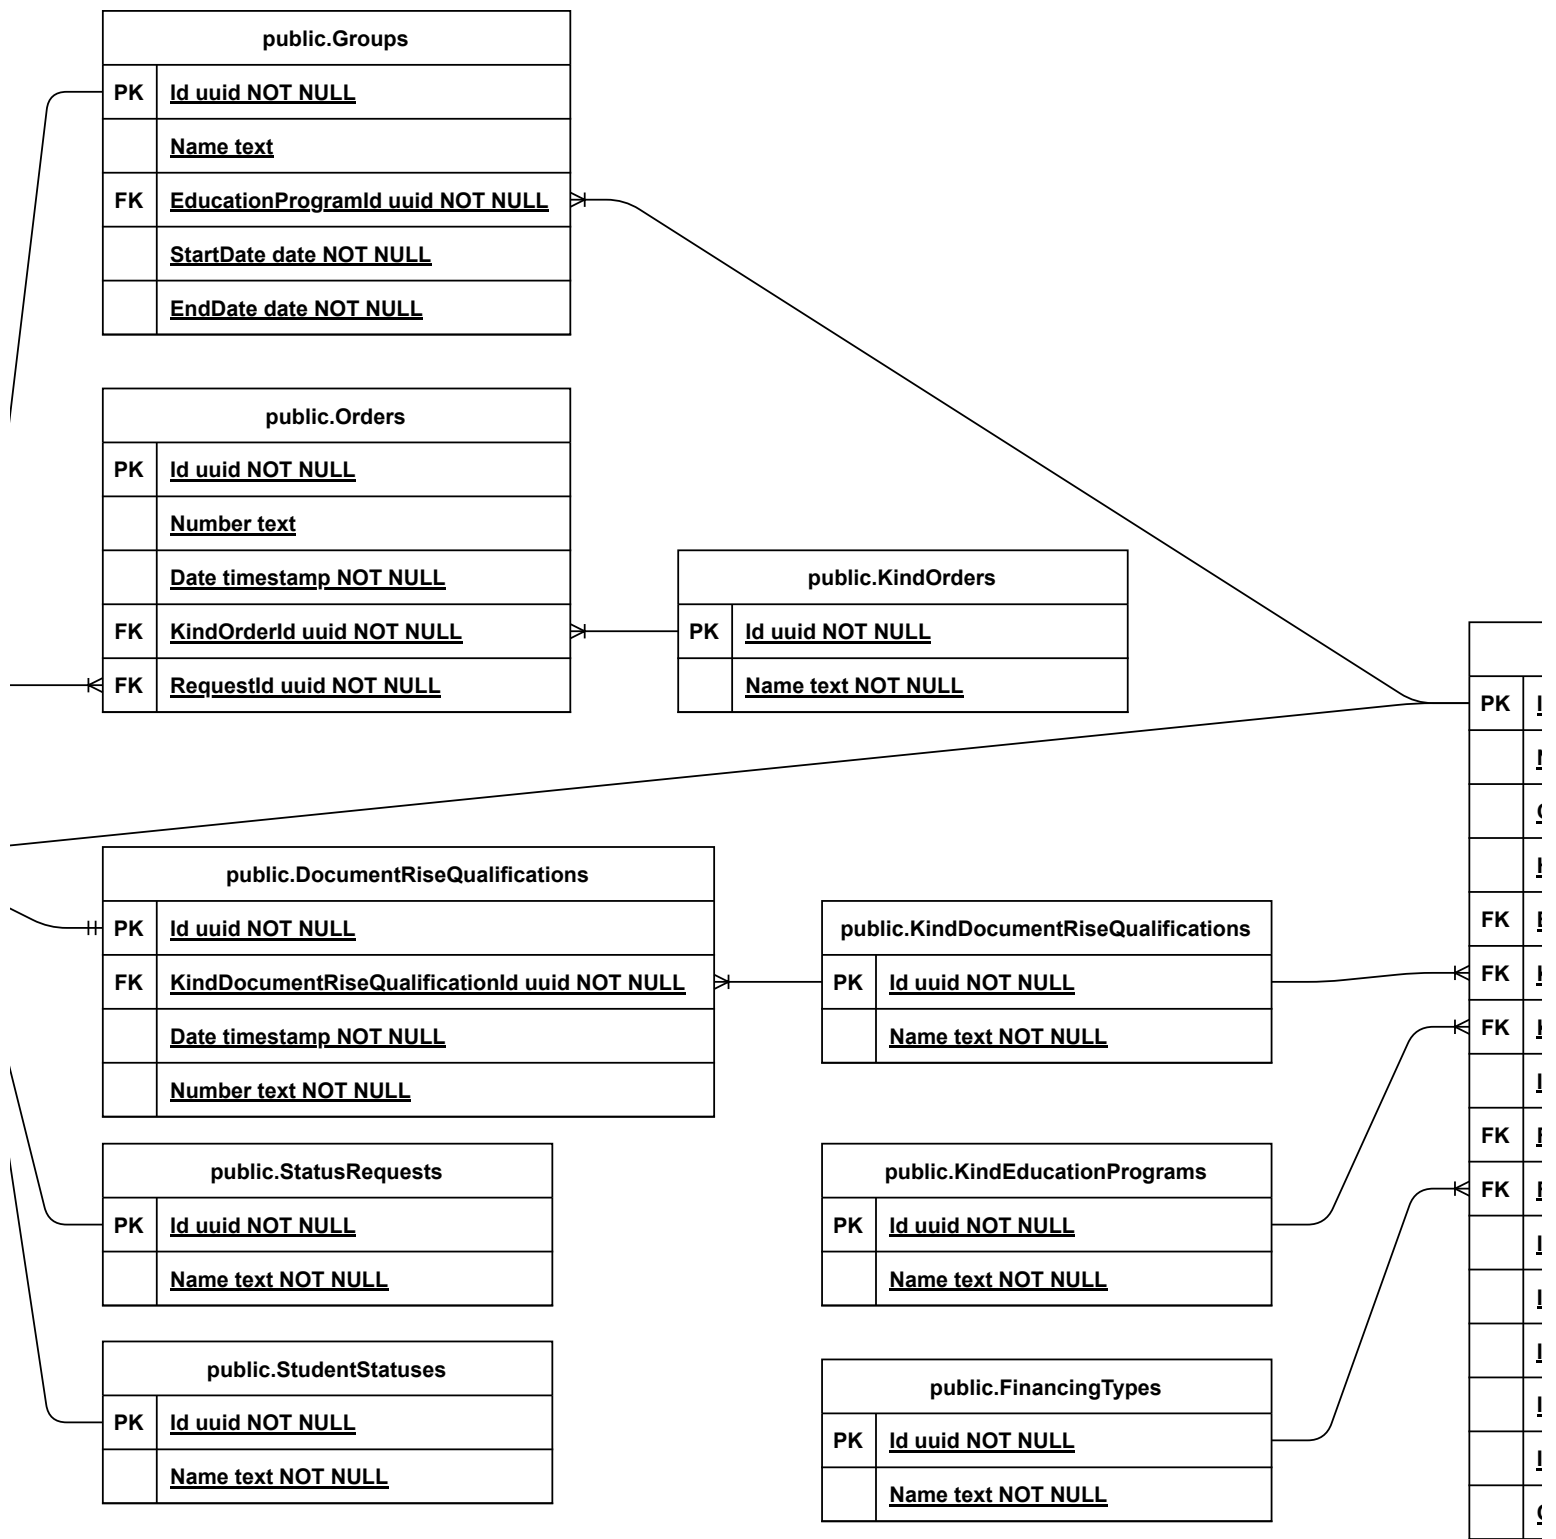 public.Groups
PK Id uuid NOT NULL
Name text
FK EducationProgramId uuid NOT NULL
StartDate date NOT NULL
EndDate date NOT NULL
public.Orders
PK Id uuid NOT NULL
Number text
Date timestamp NOT NULL
FK KindOrderId uuid NOT NULL
FK RequestId uuid NOT NULL
public.KindOrders
PK Id uuid NOT NULL
Name text NOT NULL
public.DocumentRiseQualifications
PK Id uuid NOT NULL
FK KindDocumentRiseQualificationId uuid NOT NULL
Date timestamp NOT NULL
Number text NOT NULL
public.KindDocumentRiseQualifications
PK Id uuid NOT NULL
Name text NOT NULL
public.StatusRequests
PK Id uuid NOT NULL
Name text NOT NULL
public.KindEducationPrograms
PK Id uuid NOT NULL
Name text NOT NULL
public.StudentStatuses
PK Id uuid NOT NULL
Name text NOT NULL
public.FinancingTypes
PK Id uuid NOT NULL
Name text NOT NULL
PK
FK
FK
FK
FK
FK